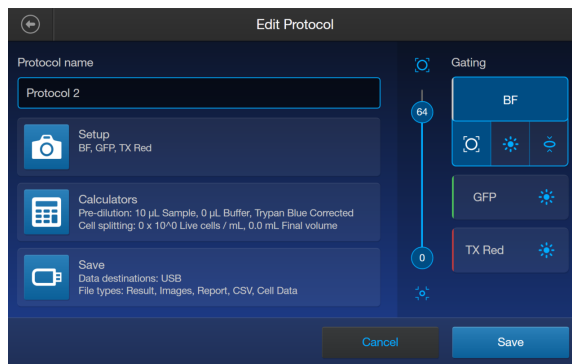 Edit Protocol
Protocol name
Protocol 2
Setup
BF, GFP, TX Red
Calculators
Pre-dilution: 10 µL Sample, 0 µL Buffer, Trypan Blue Corrected
Cell splitting: 0 x 10^0 Live cells / mL, 0.0 mL Final volume
Save
Data destinations: USB
File types: Result, Images, Report, CSV, Cell Data
64
0
Gating
BF
GFP
TX Red
Cancel
Save